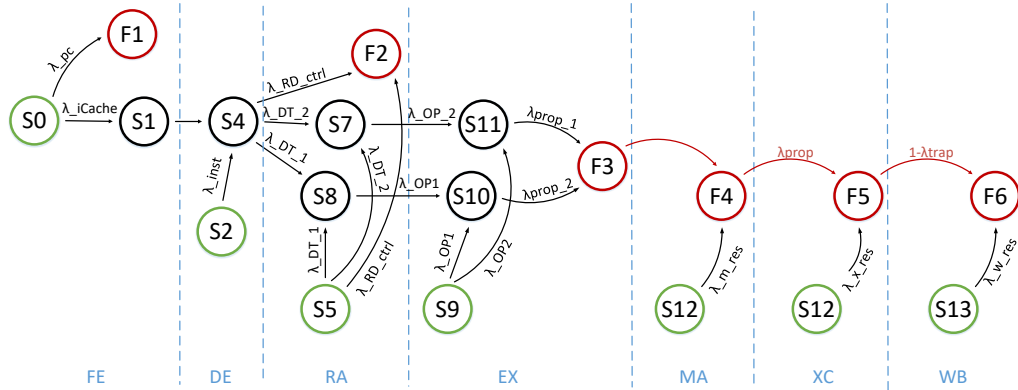 F1
λ_pc
S0
λ_iCache
S1
S4
λ_inst
S2
λ_RD_ctrl
F2
λ_DT_2
S7
λ_DT_1
S8
λ_DT_2
λ_RD_ctrl
λ_DT_1
S5
λ_OP_2
S11
λ_OP1
S10
λprop_1
λprop_2
F3
λ_OP1
λ_OP2
S9
F4
λ_m_res
S12
λprop
F5
λ_x_res
S12
1-λtrap
F6
λ_w_res
S13
FE
DE
RA
EX
MA
XC
WB